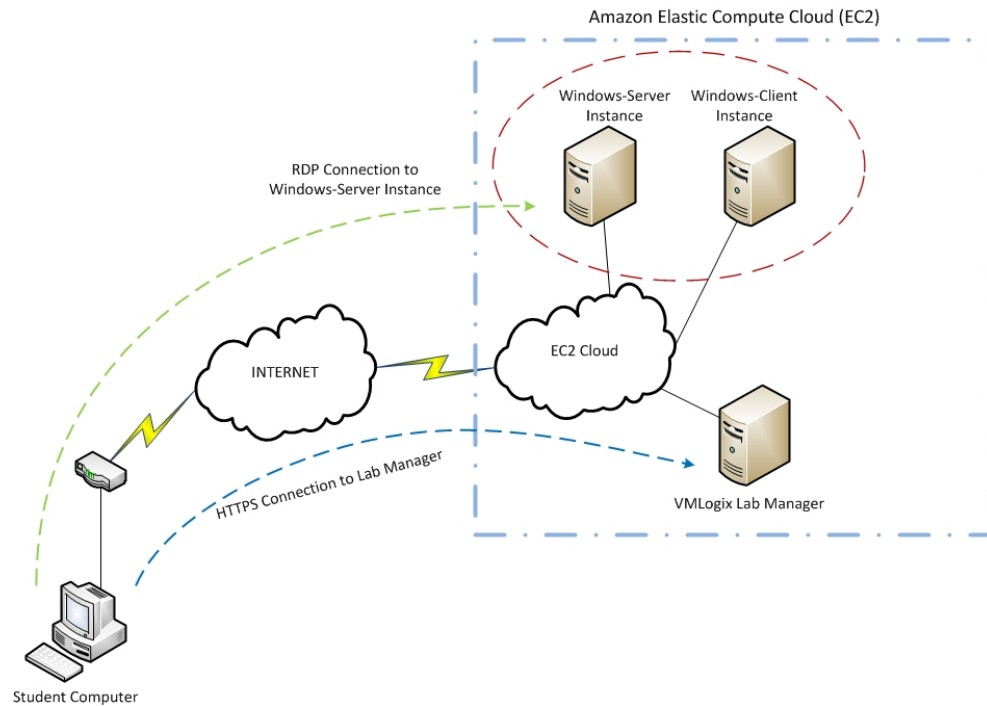 Amazon Elastic Compute Cloud (EC2)
Windows-Server
Instance
Windows-Client
Instance
RDP Connection to
Windows-Server Instance
EC2 Cloud
INTERNET
HTTPS Connection to Lab Manager
VMLogix Lab Manager
Student Computer